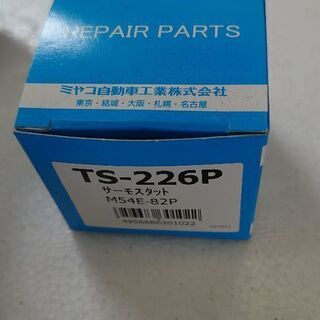 REPAIR PARTS
ミヤコ自動車工業株式会社
東京・結城・大阪・札幌・名古屋
TS-226P
サーモスタット
M54E-82P
4956686301022